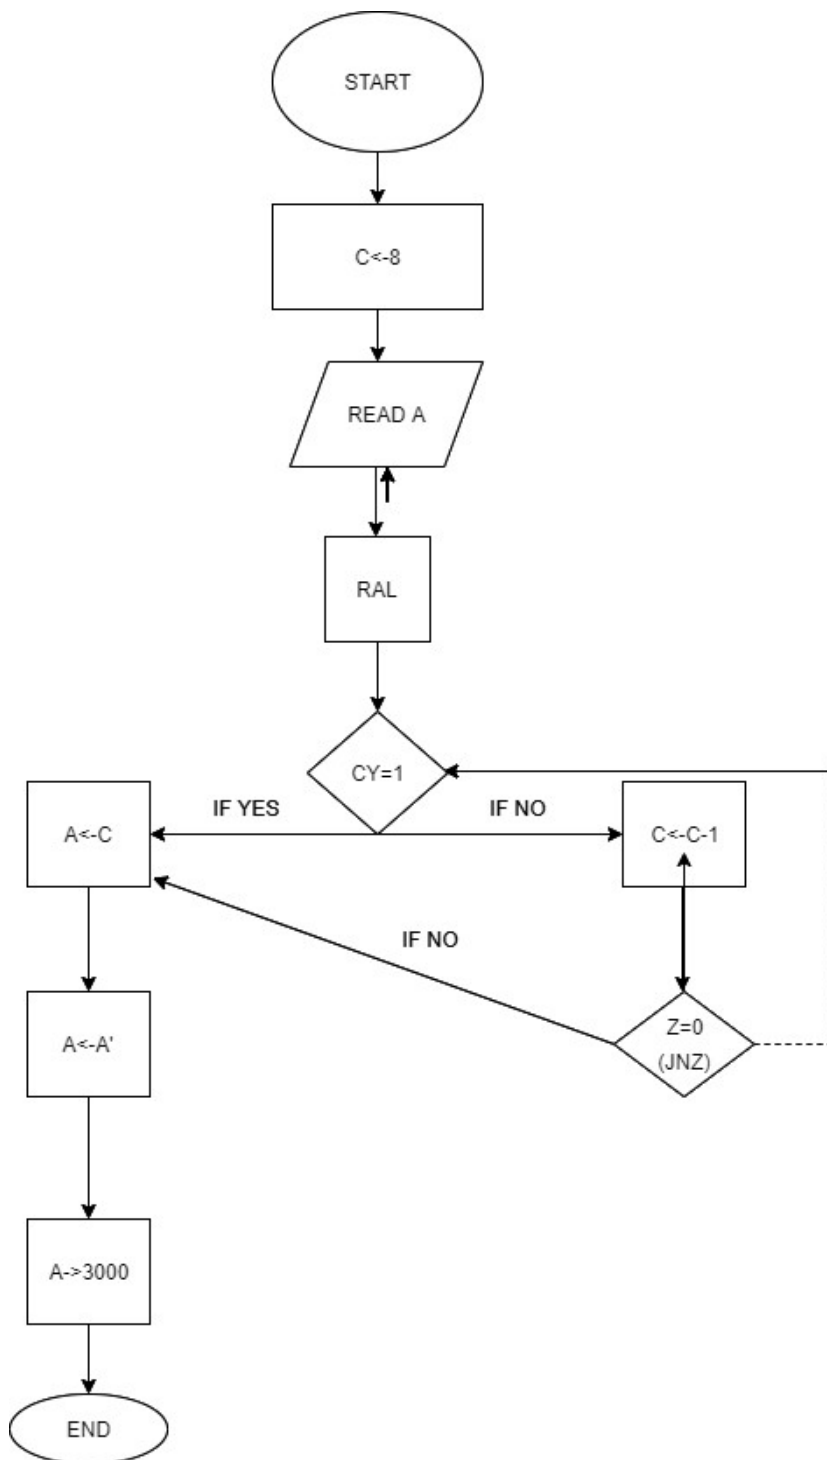 START
C<-8
READ A
RAL
CY=1
IF YES
IF NO
A<-C
C<-C-1
IF NO
Z=0
(JNZ)
A<-A'
A->3000
END